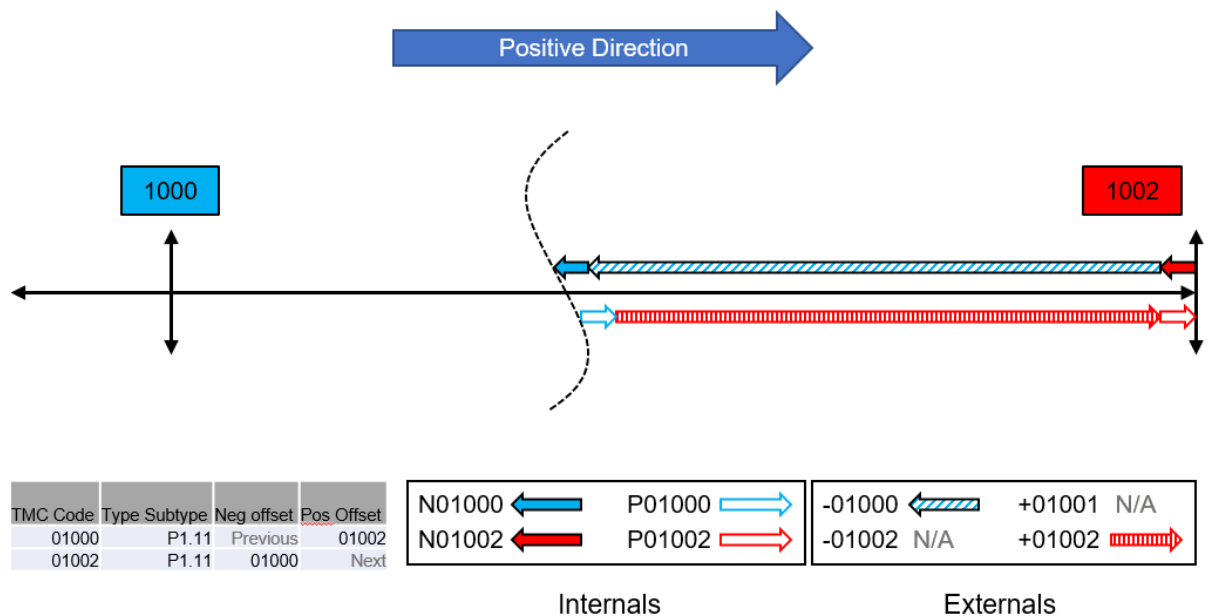 Positive Direction
1000
1002
TMC Code Type Subtype Neg offset Pos Offset
01000 P1.11 Previous 01002
01002 P1.11 01000 Next
N01000 P01000
N01002 P01002
-01000 +01001 N/A
-01002 N/A +01002
Internals
Externals